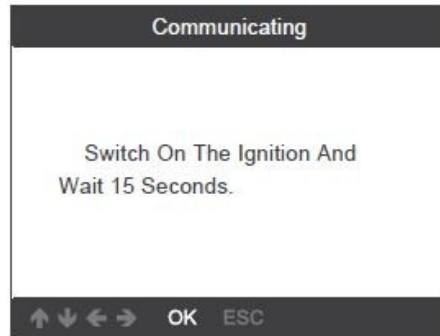 Communicating
Switch On The Ignition And
Wait 15 Seconds.
OK ESC